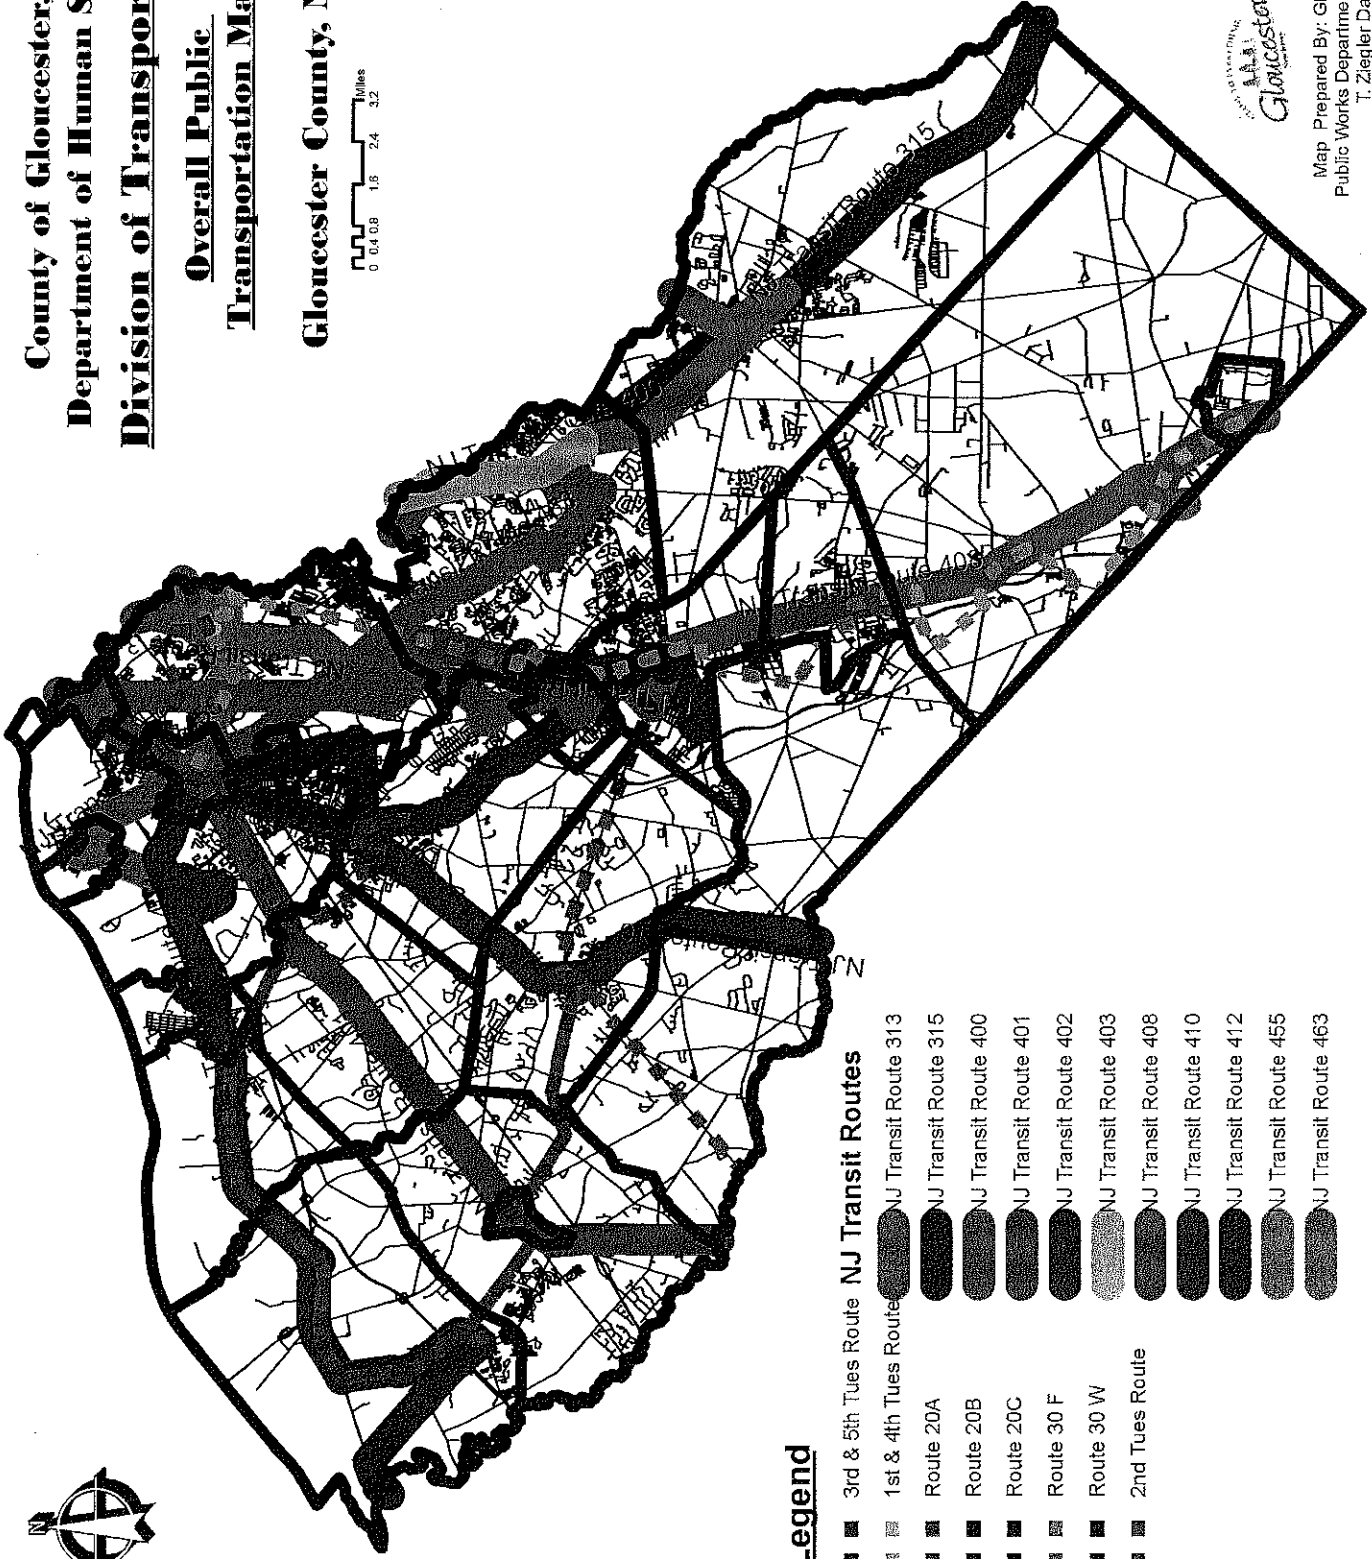 County of Gloucester,
Department of Human S
Division of Transpor
Overall Public
Transportation Ma
Gloucester County, N
0 0.4 0.8 1.6 2.4 3.2
Miles
N
NJ Transit Route 315
NJ Transit Route 408
NJ
Gloucester
Map Prepared By: Gl
Public Works Departme
T. Ziegler Da
Legend
3rd & 5th Tues Route
1st & 4th Tues Route
Route 20A
Route 20B
Route 20C
Route 30 F
Route 30 W
2nd Tues Route
NJ Transit Routes
NJ Transit Route 313
NJ Transit Route 315
NJ Transit Route 400
NJ Transit Route 401
NJ Transit Route 402
NJ Transit Route 403
NJ Transit Route 408
NJ Transit Route 410
NJ Transit Route 412
NJ Transit Route 455
NJ Transit Route 463